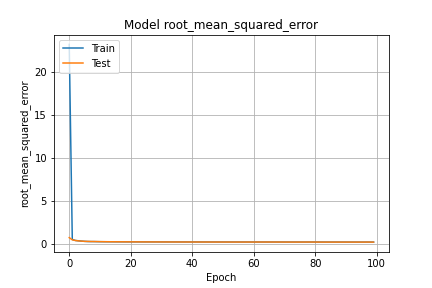 Model root_mean_squared_error
Train
Test
root_mean_squared_error
20
15
10
5
0
0 20 40 60 80 100
Epoch